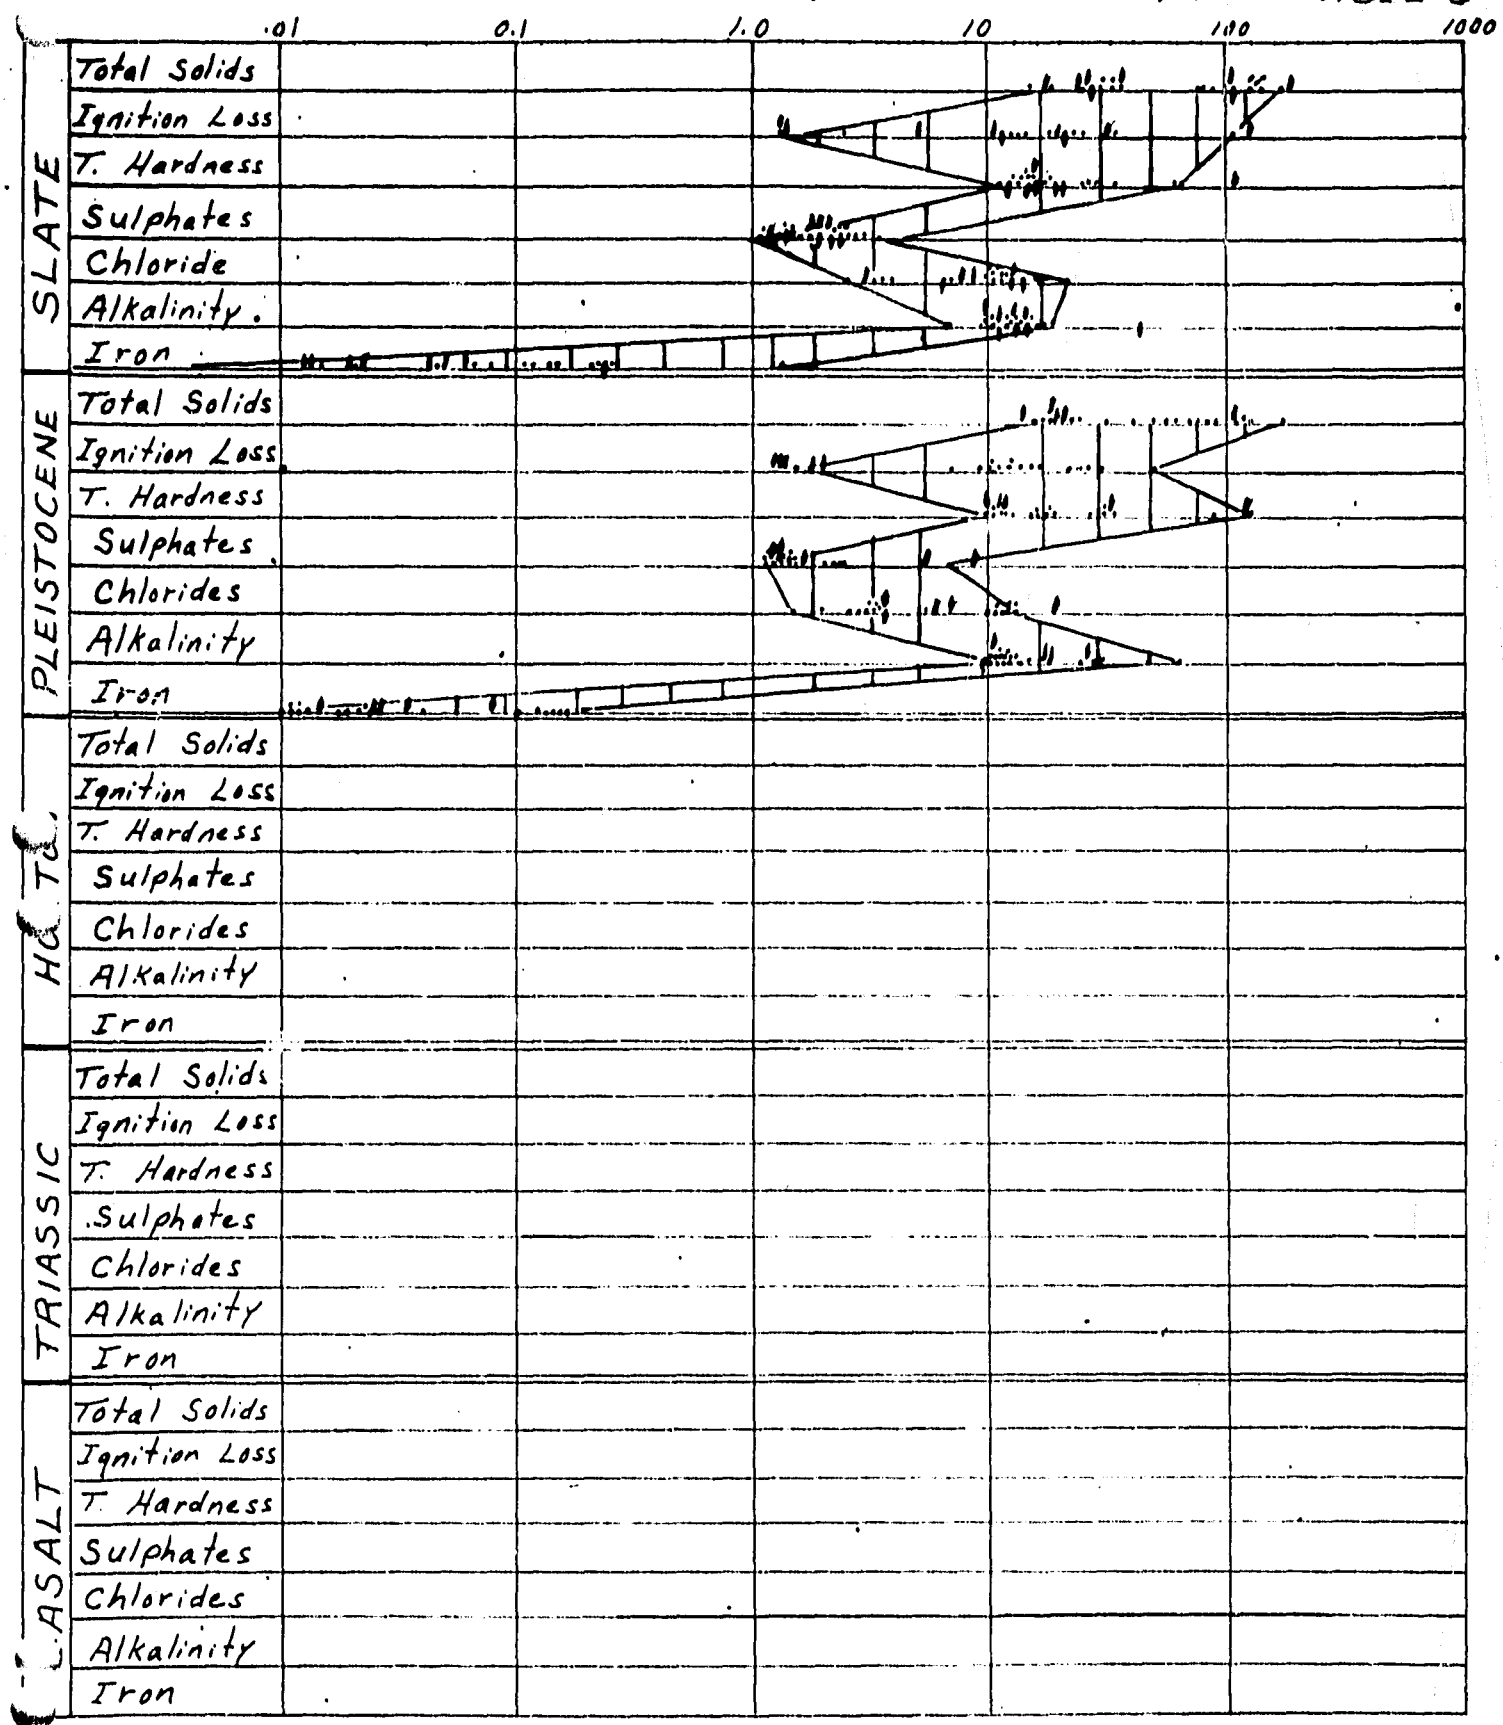 .01 0.1 1.0 10 100 1000
SLATE
Total Solids
Ignition Loss
T. Hardness
Sulphates
Chloride
Alkalinity.
Iron
PLEISTOCENE
Total Solids
Ignition Loss
T. Hardness
Sulphates
Chlorides
Alkalinity
Iron
Total Solids
Ignition Loss
T. Hardness
Sulphates
Chlorides
Alkalinity
Iron
TRIASSIC
Total Solids
Ignition Loss
T. Hardness
Sulphates
Chlorides
Alkalinity
Iron
ASALT
Total Solids
Ignition Loss
T. Hardness
Sulphates
Chlorides
Alkalinity
Iron